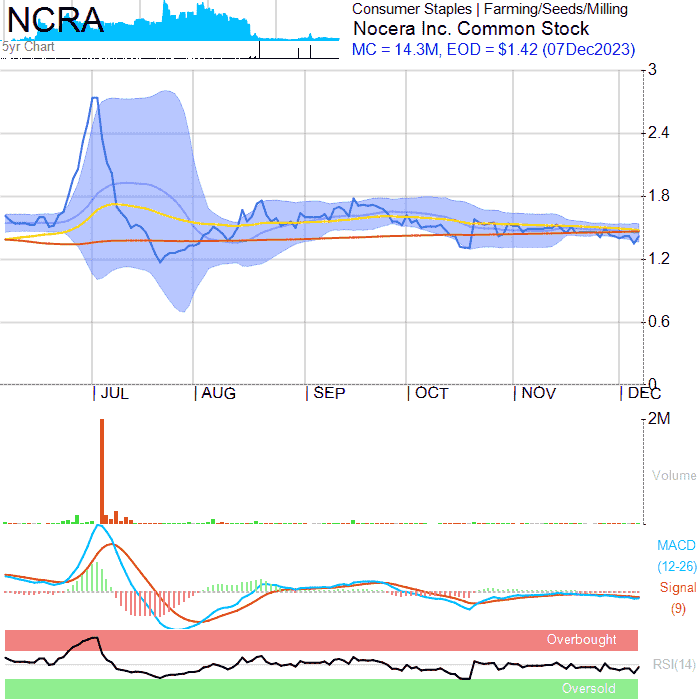 NCRA
5yr Chart
Consumer Staples | Farming/Seeds/Milling
Nocera Inc. Common Stock
MC = 14.3M, EOD = $1.42 (07Dec2023)
3
2.4
1.8
1.2
0.6
0
JUL AUG SEP OCT NOV DEC
2M
Volume
MACD
(12-26)
Signal
(9)
Overbought
RSI(14)
Oversold